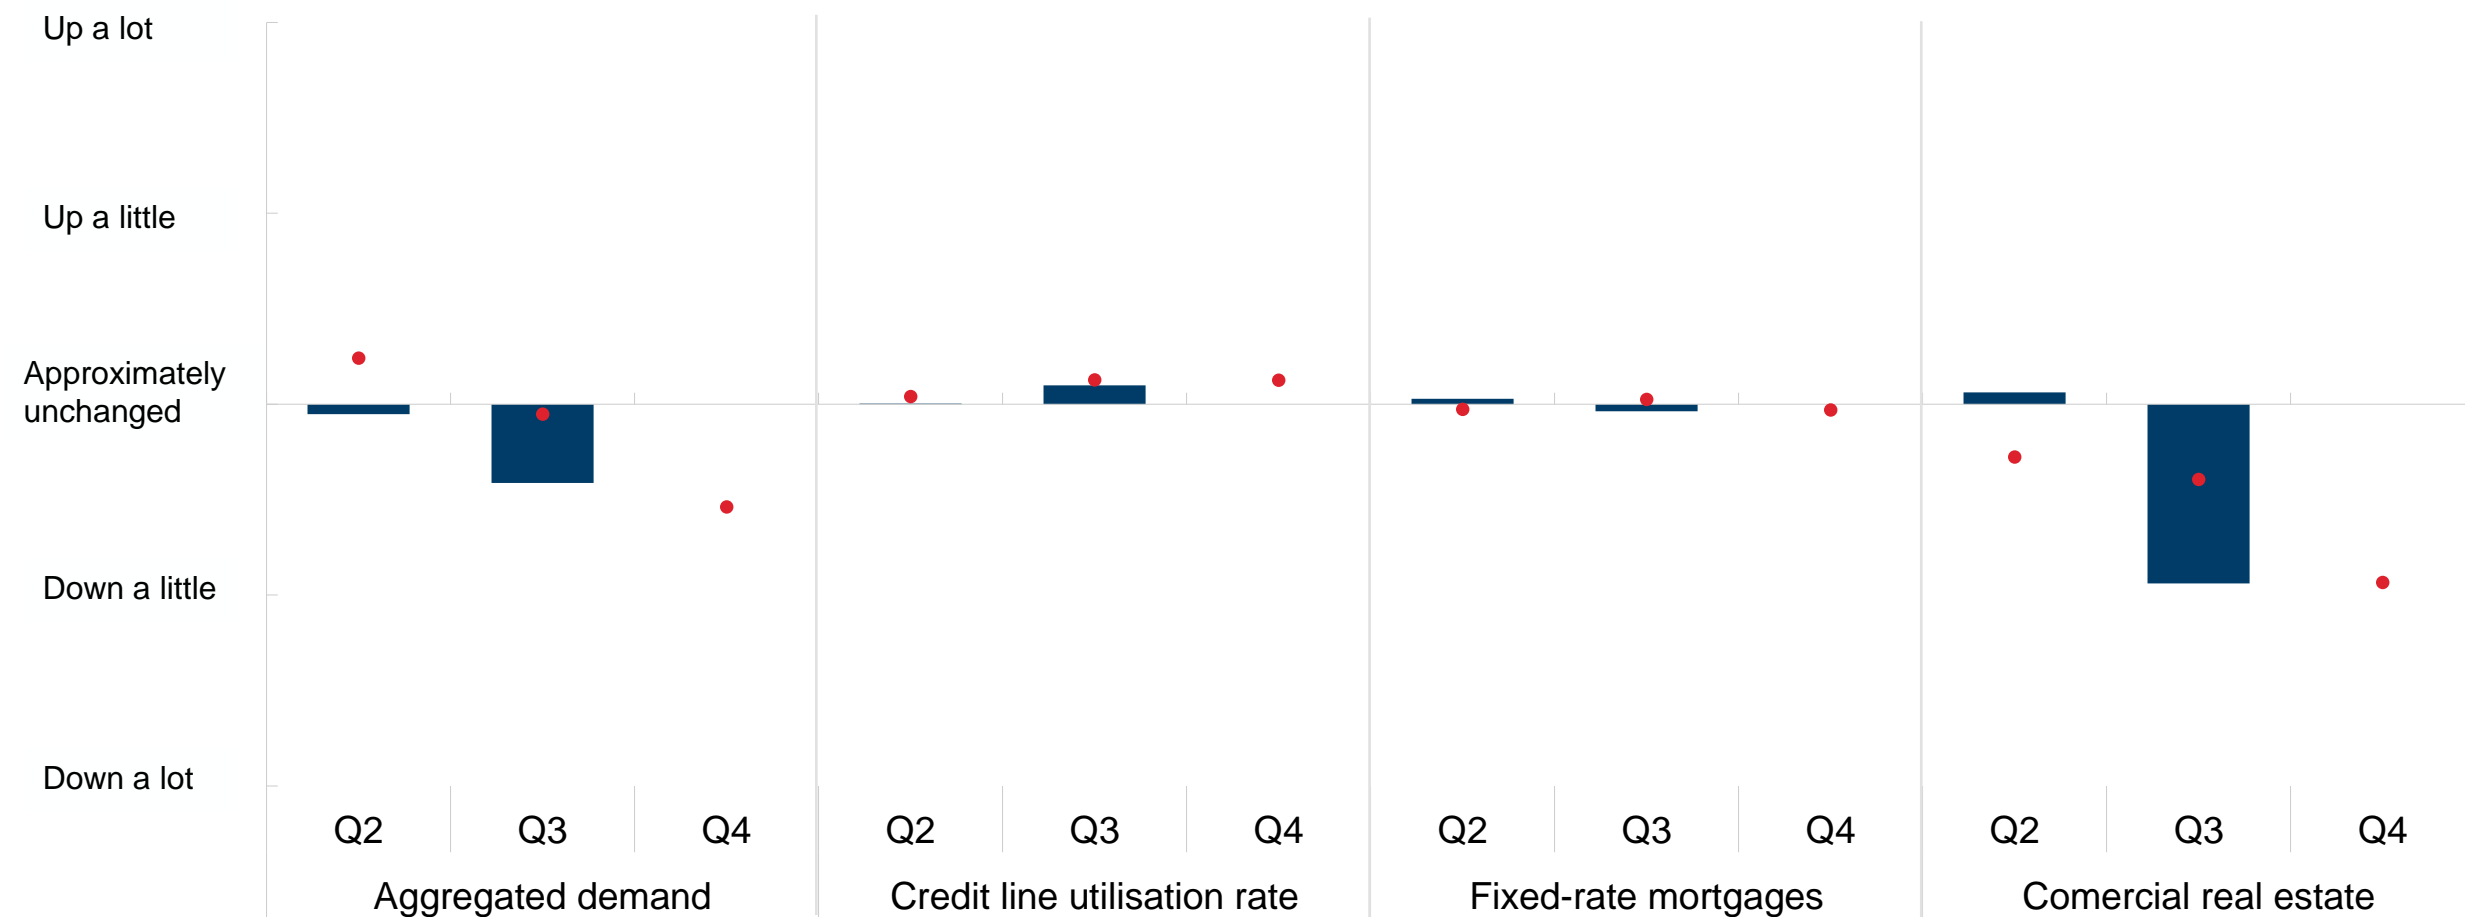 Up a lot
Up a little
Approximately
unchanged
Down a little
Down a lot
Q2 Q3 Q4 Q2 Q3 Q4 Q2 Q3 Q4 Q2 Q3 Q4
Aggregated demand Credit line utilisation rate Fixed-rate mortgages Comercial real estate